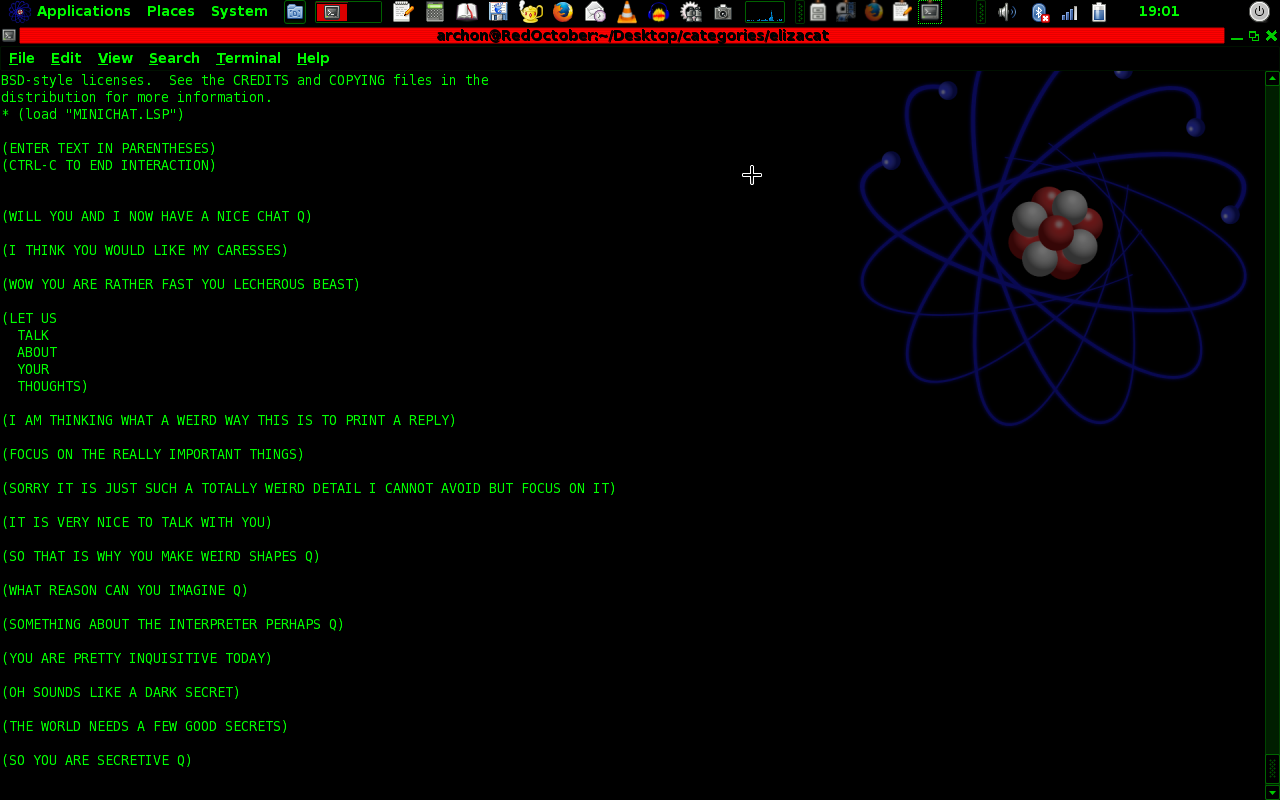 Applications Places System 19:01
archon@RedOctober:~/Desktop/categories/elizacat
File Edit View Search Terminal Help
BSD-style licenses.  See the CREDITS and COPYING files in the
distribution for more information.
* (load "MINICHAT.LSP")
(ENTER TEXT IN PARENTHESES)
(CTRL-C TO END INTERACTION)
(WILL YOU AND I NOW HAVE A NICE CHAT Q)
(I THINK YOU WOULD LIKE MY CARESSES)
(WOW YOU ARE RATHER FAST YOU LECHEROUS BEAST)
(LET US
TALK
ABOUT
YOUR
THOUGHTS)
(I AM THINKING WHAT A WEIRD WAY THIS IS TO PRINT A REPLY)
(FOCUS ON THE REALLY IMPORTANT THINGS)
(SORRY IT IS JUST SUCH A TOTALLY WEIRD DETAIL I CANNOT AVOID BUT FOCUS ON IT)
(IT IS VERY NICE TO TALK WITH YOU)
(SO THAT IS WHY YOU MAKE WEIRD SHAPES Q)
(WHAT REASON CAN YOU IMAGINE Q)
(SOMETHING ABOUT THE INTERPRETER PERHAPS Q)
(YOU ARE PRETTY INQUISITIVE TODAY)
(OH SOUNDS LIKE A DARK SECRET)
(THE WORLD NEEDS A FEW GOOD SECRETS)
(SO YOU ARE SECRETIVE Q)